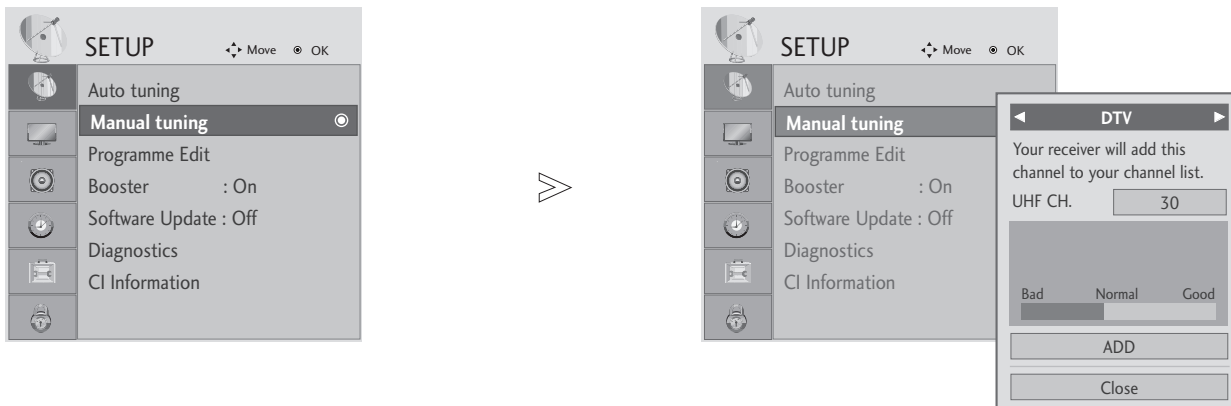 SETUP Move OK
Auto tuning
Manual tuning
Programme Edit
Booster : On
Software Update : Off
Diagnostics
CI Information
SETUP Move OK
Auto tuning
Manual tuning
Programme Edit
Booster : On
Software Update : Off
Diagnostics
CI Information
DTV
Your receiver will add this
channel to your channel list.
UHF CH. 30
Bad Normal Good
ADD
Close